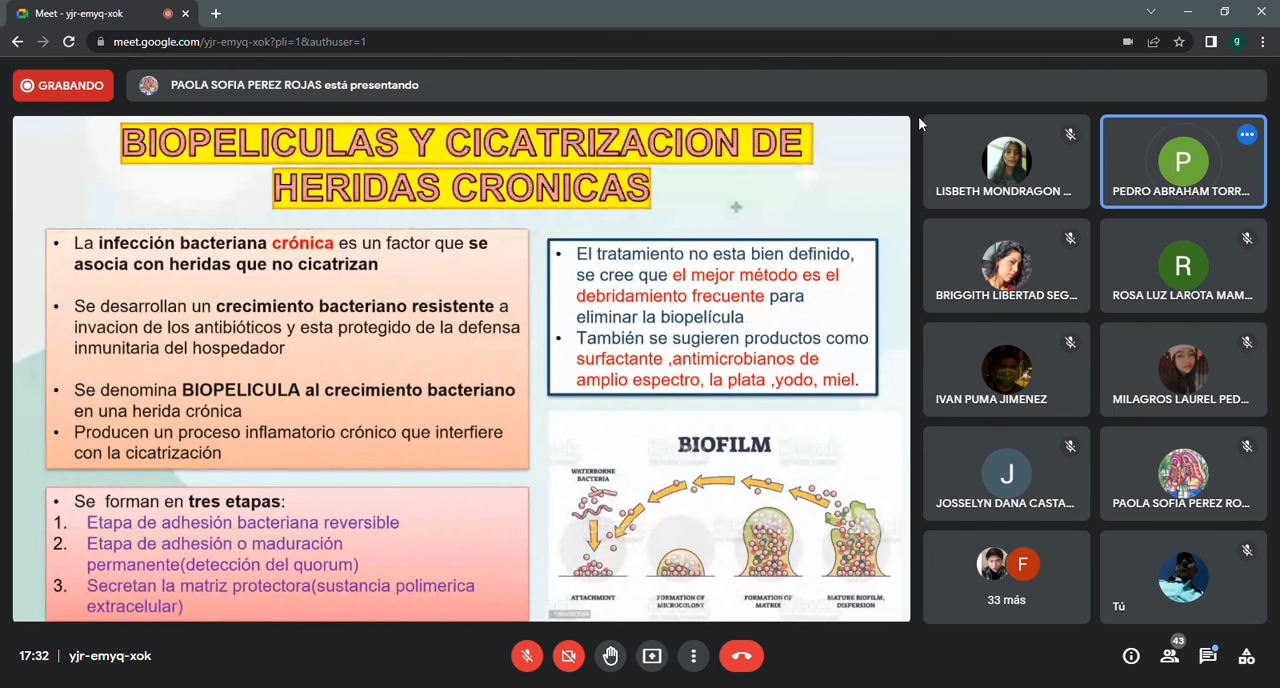 Meet - yjr-emyq-xok
meet.google.com/yjr-emyq-xok?pli=1&authuser=1
g
GRABANDO
PAOLA SOFIA PEREZ ROJAS está presentando
BIOPELICULAS Y CICATRIZACION DE
HERIDAS CRONICAS
• La infección bacteriana crónica es un factor que se
asocia con heridas que no cicatrizan
• Se desarrollan un crecimiento bacteriano resistente a
invacion de los antibióticos y esta protegido de la defensa
inmunitaria del hospedador
• Se denomina BIOPELICULA al crecimiento bacteriano
en una herida crónica
• Producen un proceso inflamatorio crónico que interfiere
con la cicatrización
• Se forman en tres etapas:
1. Etapa de adhesión bacteriana reversible
2. Etapa de adhesión o maduración
permanente(detección del quorum)
3. Secretan la matriz protectora(sustancia polimerica
extracelular)
• El tratamiento no esta bien definido,
se cree que el mejor método es el
debridamiento frecuente para
eliminar la biopelícula
• También se sugieren productos como
surfactante ,antimicrobianos de
amplio espectro, la plata ,yodo, miel.
BIOFILM
WATERBORNE
BACTERIA
ATTACHMENT
FORMATION OF
MICROCOLONY
FORMATION OF
MATRIX
MATURE BIOFILM,
DISPERSION
LISBETH MONDRAGON ...
P
PEDRO ABRAHAM TORR...
BRIGGITH LIBERTAD SEG...
R
ROSA LUZ LAROTA MAM...
IVAN PUMA JIMENEZ
MILAGROS LAUREL PED...
J
JOSSELYN DANA CASTA...
PAOLA SOFIA PEREZ RO...
F
33 más
Tú
17:32 | yjr-emyq-xok
43